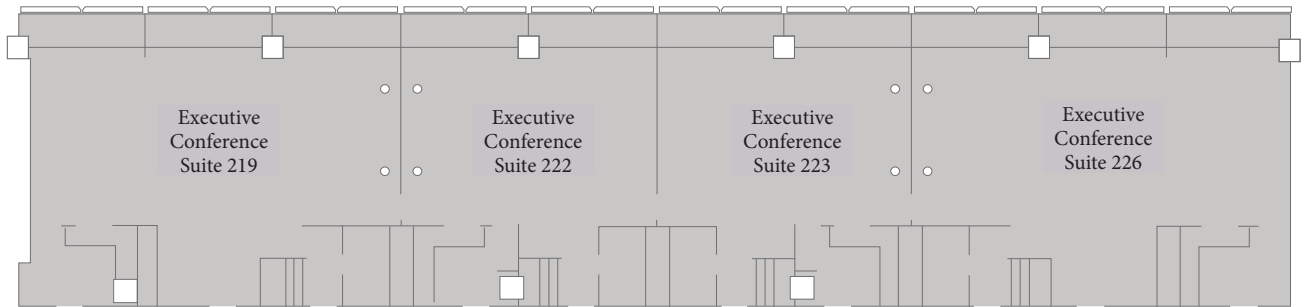 Executive
Conference
Suite 219
Executive
Conference
Suite 222
Executive
Conference
Suite 223
Executive
Conference
Suite 226